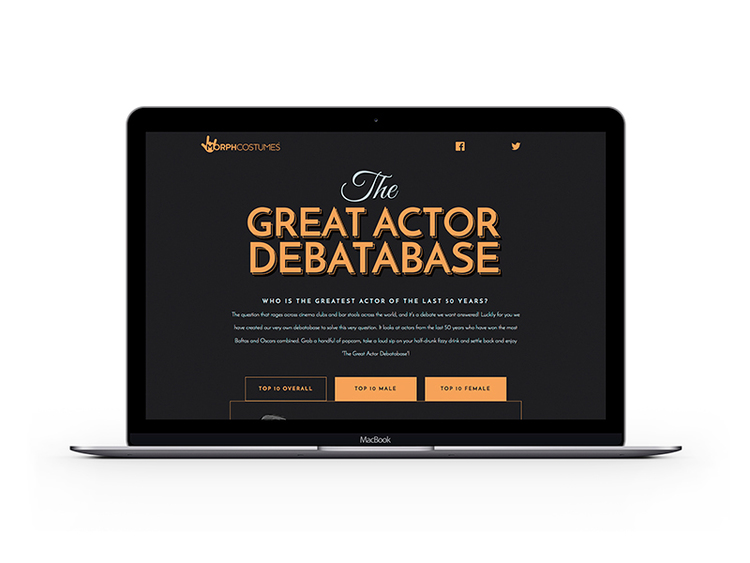 MORPHCOSTUMES
The
GREAT ACTOR
DEBATABASE
WHO IS THE GREATEST ACTOR OF THE LAST 50 YEARS?
The question that rages across cinema clubs and bar stools across the world, and it's a debate we want answered! Luckily for you we
have created our very own debatabase to solve this very question. It looks at actors from the last 50 years who have won the most
Baftas and Oscars combined. Grab a handful of popcorn, take a loud sip on your half-drunk fizzy drink and settle back and enjoy
"The Great Actor Debatabase"!
TOP 10 OVERALL TOP 10 MALE TOP 10 FEMALE
MacBook